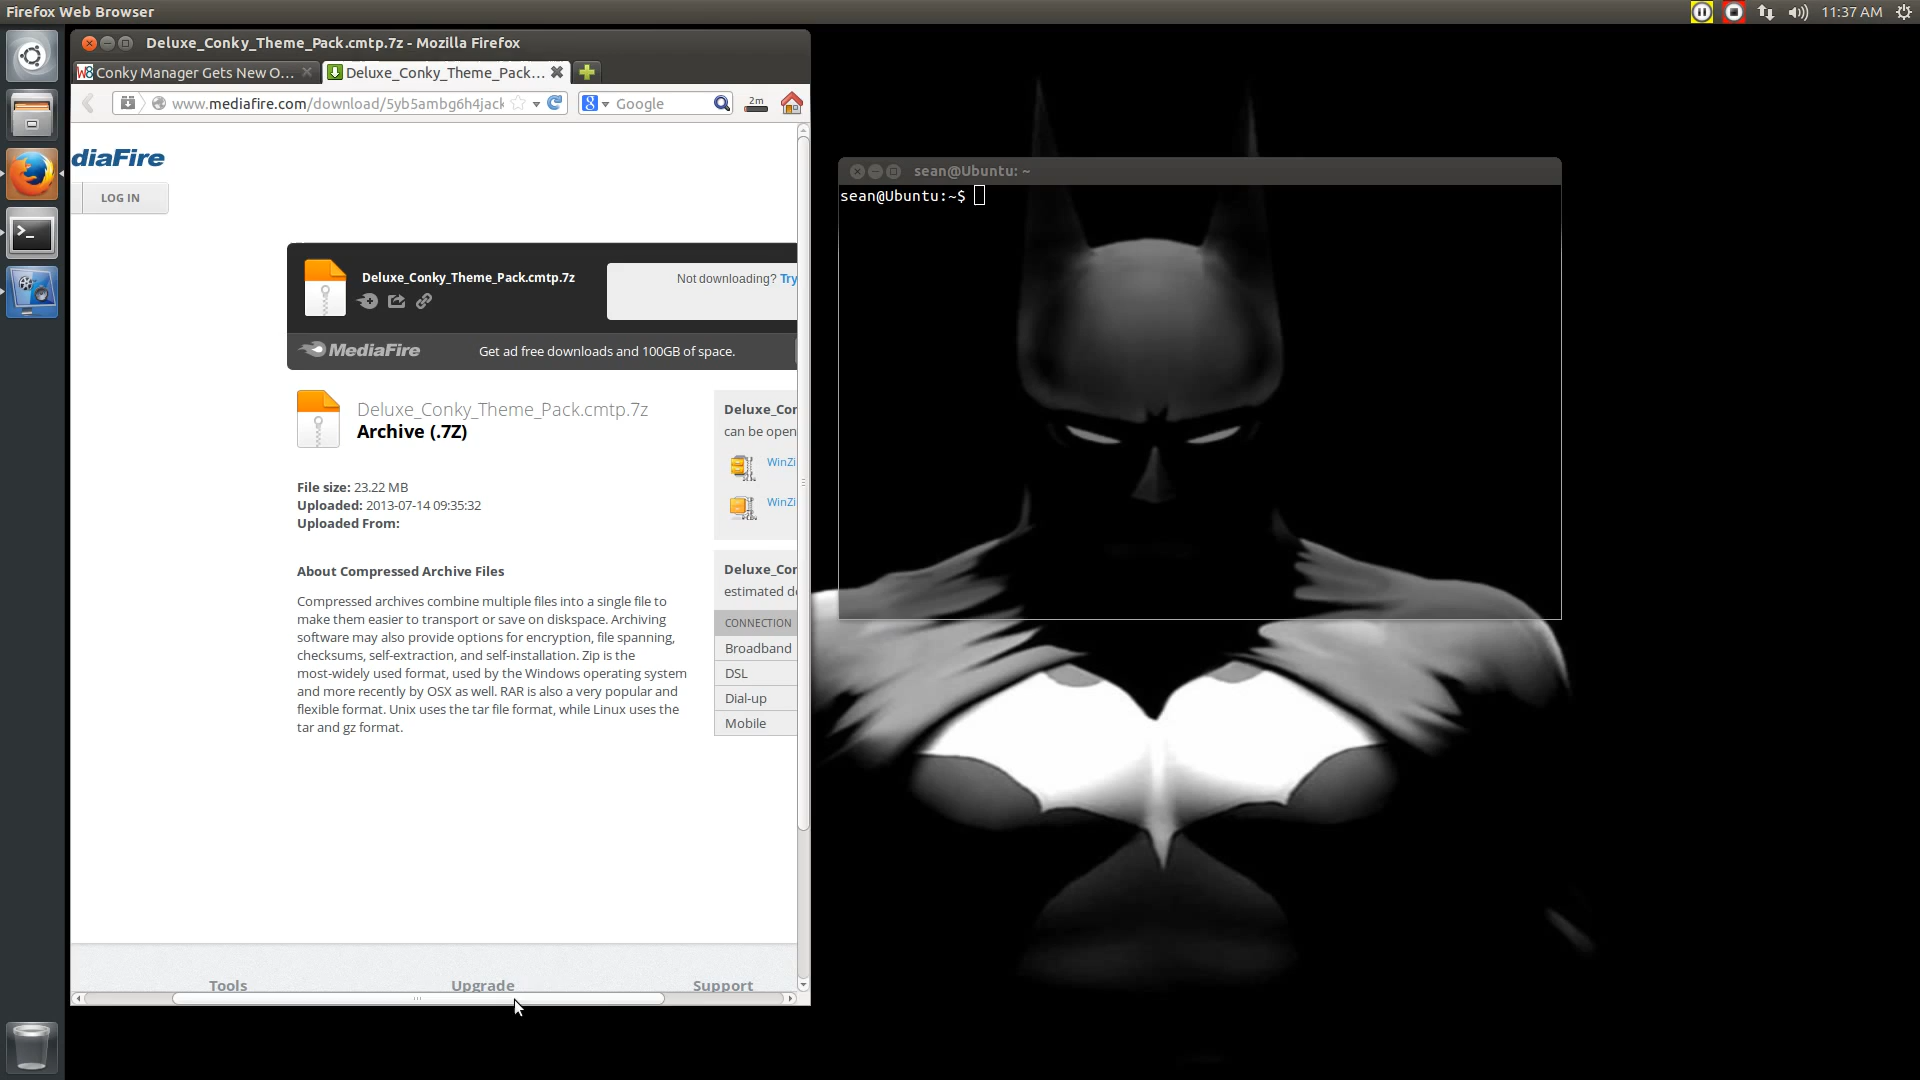 Firefox Web Browser
11:37 AM
Deluxe_Conky_Theme_Pack.cmtp.7z - Mozilla Firefox
Conky Manager Gets New O...
Deluxe_Conky_Theme_Pack...
www.mediafire.com/download/5yb5ambg6h4jack
Google
2m
diaFire
LOG IN
Deluxe_Conky_Theme_Pack.cmtp.7z
Not downloading? Try
MediaFire
Get ad free downloads and 100GB of space.
Deluxe_Conky_Theme_Pack.cmtp.7z
Archive (.7Z)
File size: 23.22 MB
Uploaded: 2013-07-14 09:35:32
Uploaded From:
About Compressed Archive Files
Compressed archives combine multiple files into a single file to
make them easier to transport or save on diskspace. Archiving
software may also provide options for encryption, file spanning,
checksums, self-extraction, and self-installation. Zip is the
most-widely used format, used by the Windows operating system
and more recently by OSX as well. RAR is also a very popular and
flexible format. Unix uses the tar file format, while Linux uses the
tar and gz format.
Deluxe_Con
can be open
WinZi
WinZi
Deluxe_Con
estimated do
CONNECTION
Broadband
DSL
Dial-up
Mobile
Tools
Upgrade
Support
sean@Ubuntu: ~
sean@Ubuntu:~$